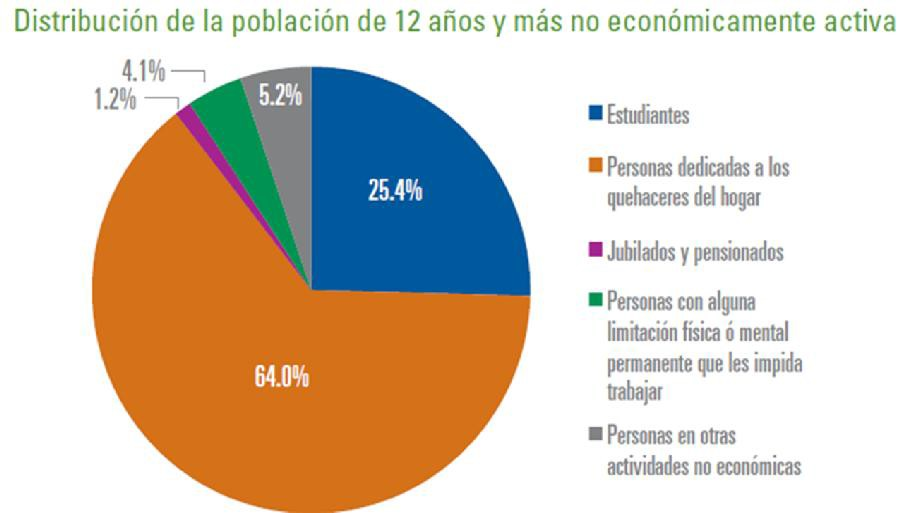 Distribución de la población de 12 años y más no económicamente activa
4.1%
1.2%
5.2%
25.4%
64.0%
Estudiantes
Personas dedicadas a los
quehaceres del hogar
Jubilados y pensionados
Personas con alguna
limitación física ó mental
permanente que les impida
trabajar
Personas en otras
actividades no económicas